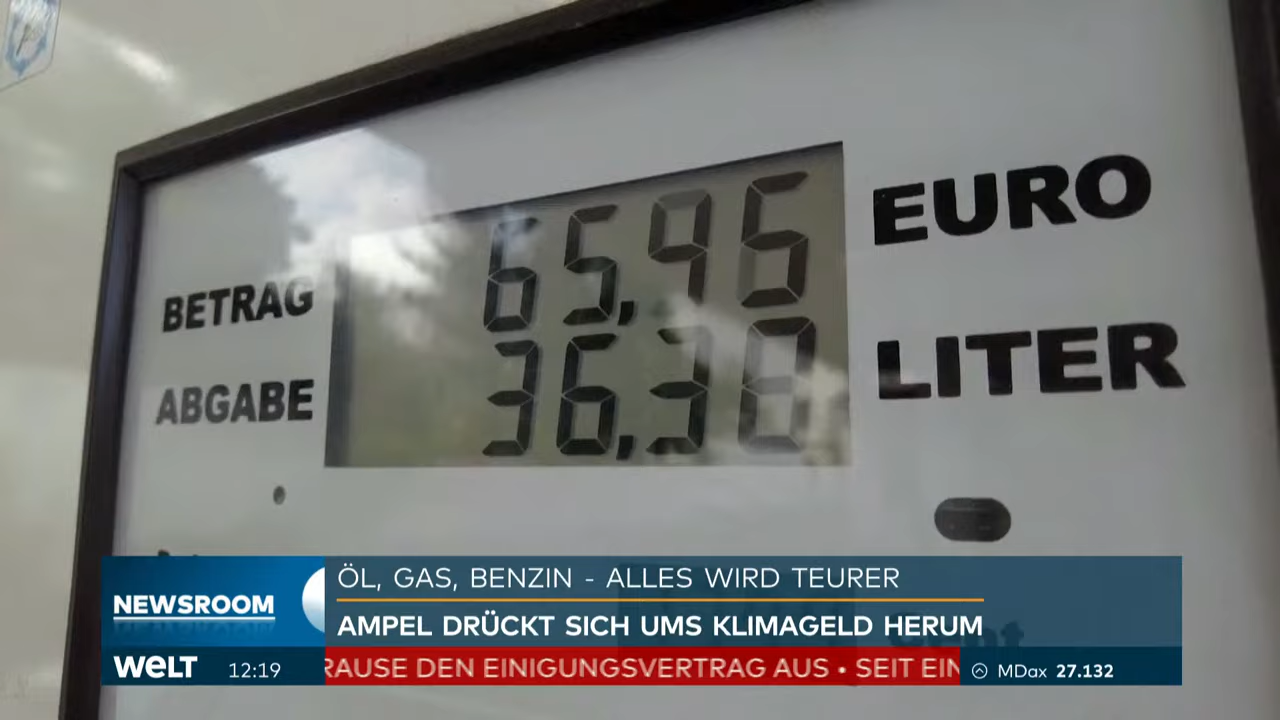 BETRAG 65,96 EURO
ABGABE 36,38 LITER
NEWSROOM
ÖL, GAS, BENZIN - ALLES WIRD TEURER
AMPEL DRÜCKT SICH UMS KLIMAGELD HERUM
welt 12:19 RAUSE DEN EINIGUNGSVERTRAG AUS • SEIT EIN MDax 27.132